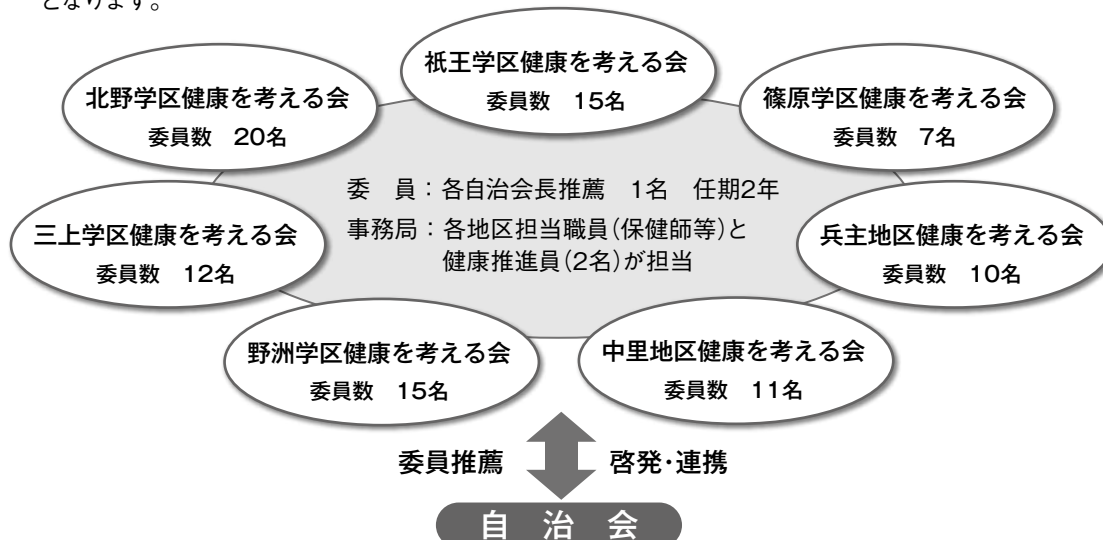 となります。
祇王学区健康を考える会
委員数　15名
北野学区健康を考える会
委員数　20名
篠原学区健康を考える会
委員数　7名
委　員：各自治会長推薦　1名　任期2年
事務局：各地区担当職員(保健師等)と
健康推進員(2名)が担当
三上学区健康を考える会
委員数　12名
兵主地区健康を考える会
委員数　10名
野洲学区健康を考える会
委員数　15名
中里地区健康を考える会
委員数　11名
委員推薦　啓発･連携
自　治　会